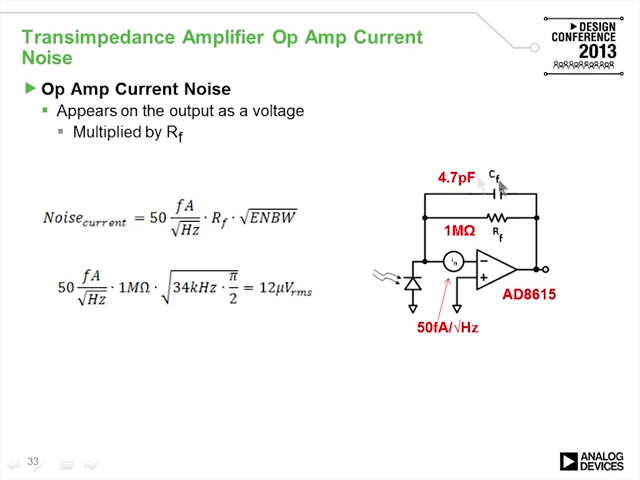 Transimpedance Amplifier Op Amp Current
Noise
DESIGN
CONFERENCE
2013
Op Amp Current Noise
Appears on the output as a voltage
Multiplied by Rf
Noise_current = 50 fA/√Hz · Rf · √ENBW
50 fA/√Hz · 1MΩ · √(34kHz · π/2) = 12μVrms
4.7pF
Cf
1MΩ
Rf
in
−
+
AD8615
50fA/√Hz
33
ANALOG
DEVICES